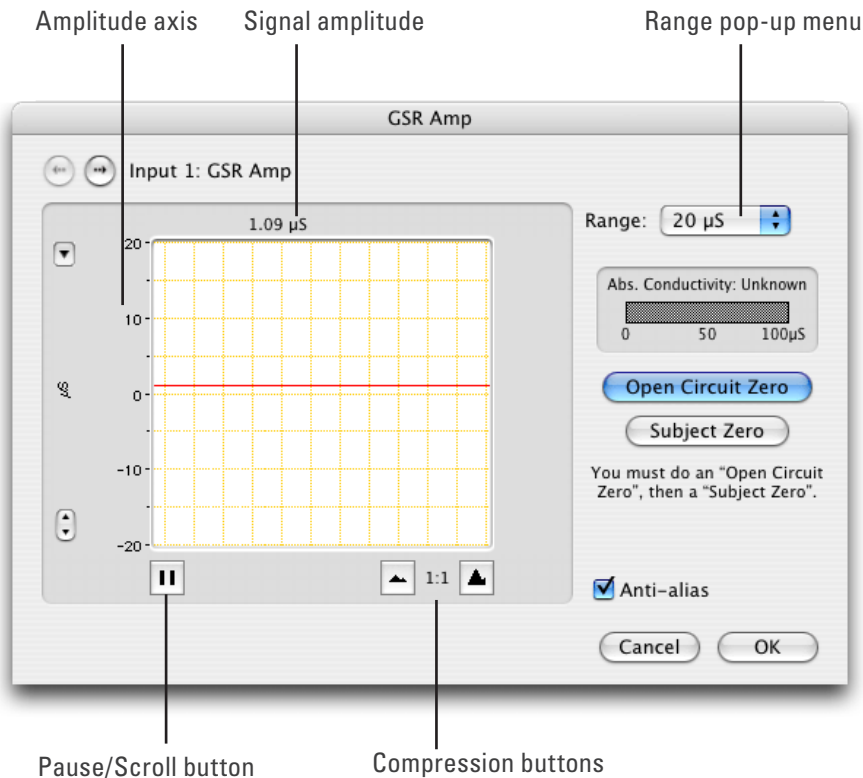 Amplitude axis Signal amplitude Range pop-up menu
GSR Amp
Input 1: GSR Amp
1.09 µS
Range: 20 µS
20
10
µS
0
-10
-20
Abs. Conductivity: Unknown
0 50 100µS
Open Circuit Zero
Subject Zero
You must do an “Open Circuit
Zero”, then a “Subject Zero”.
1:1
Anti-alias
Cancel OK
Pause/Scroll button Compression buttons